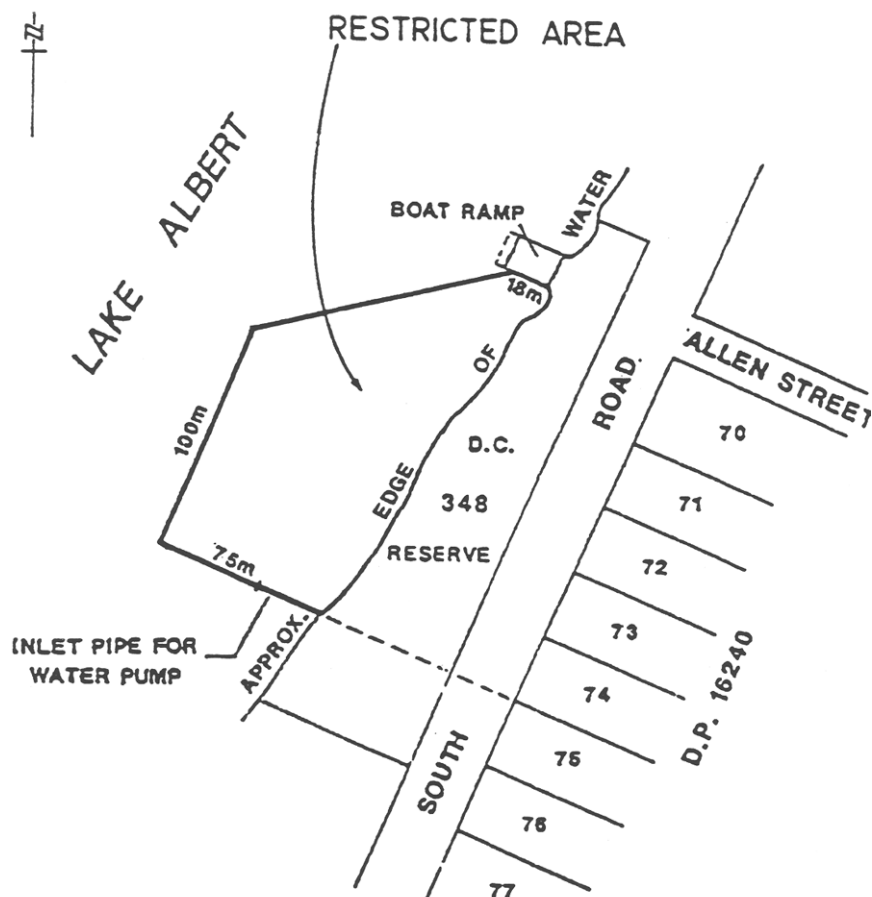 N
RESTRICTED AREA
LAKE ALBERT
BOAT RAMP
WATER
18m
OF
EDGE
APPROX.
100m
75m
D.C.
348
RESERVE
INLET PIPE FOR
WATER PUMP
SOUTH
ROAD.
ALLEN STREET
70
71
72
73
74
75
76
77
D.P. 16240